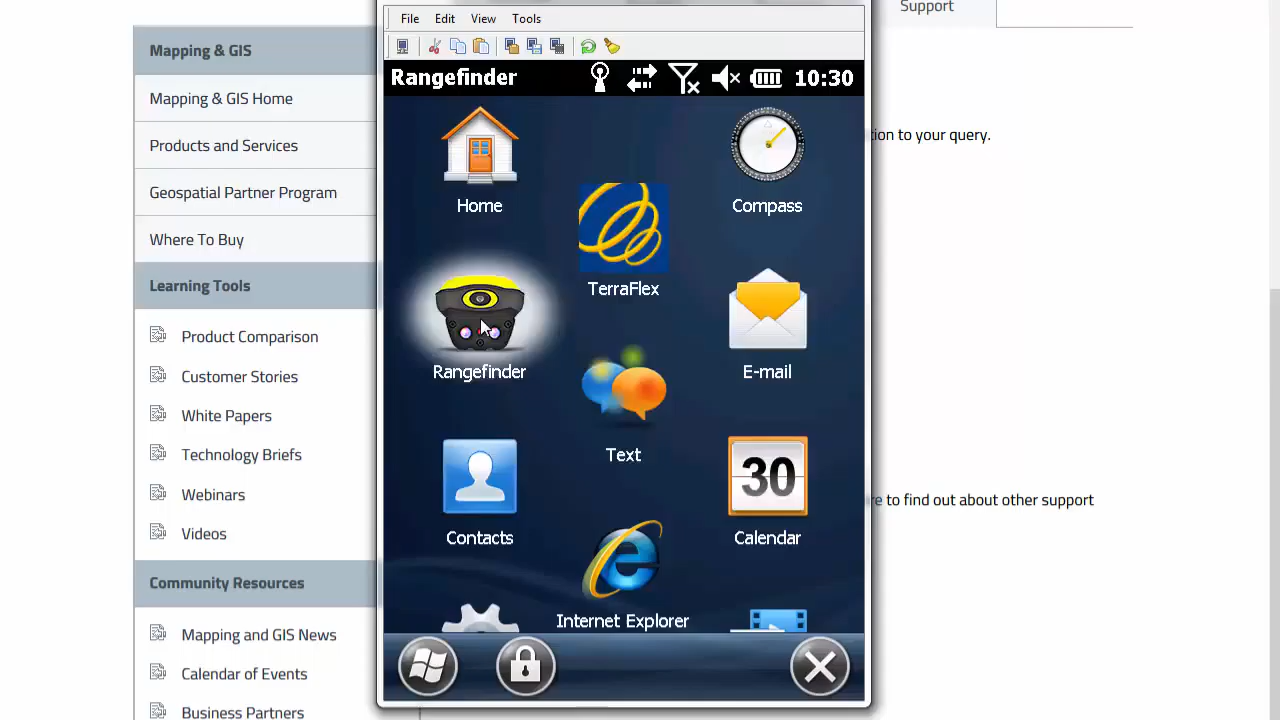 Support
File Edit View Tools
Mapping & GIS
Rangefinder 10:30
Mapping & GIS Home
tion to your query.
Products and Services
Geospatial Partner Program
Home
Compass
Where To Buy
TerraFlex
Learning Tools
Product Comparison
Rangefinder
E-mail
Customer Stories
White Papers
Technology Briefs
Text
30
Webinars
re to find out about other support
Videos
Contacts
Calendar
Community Resources
Internet Explorer
Mapping and GIS News
Calendar of Events
Business Partners